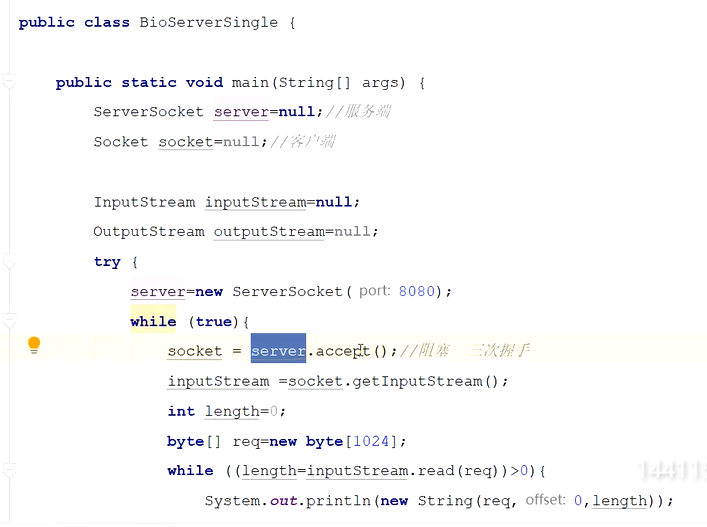 public class BioServerSingle {
public static void main(String[] args) {
ServerSocket server=null;//服务端
Socket socket=null;//客户端
InputStream inputStream=null;
OutputStream outputStream=null;
try {
server=new ServerSocket( port: 8080);
while (true){
socket = server.accept();//阻塞 三次握手
inputStream =socket.getInputStream();
int length=0;
byte[] req=new byte[1024];
while ((length=inputStream.read(req))>0){
System.out.println(new String(req, offset: 0,length));